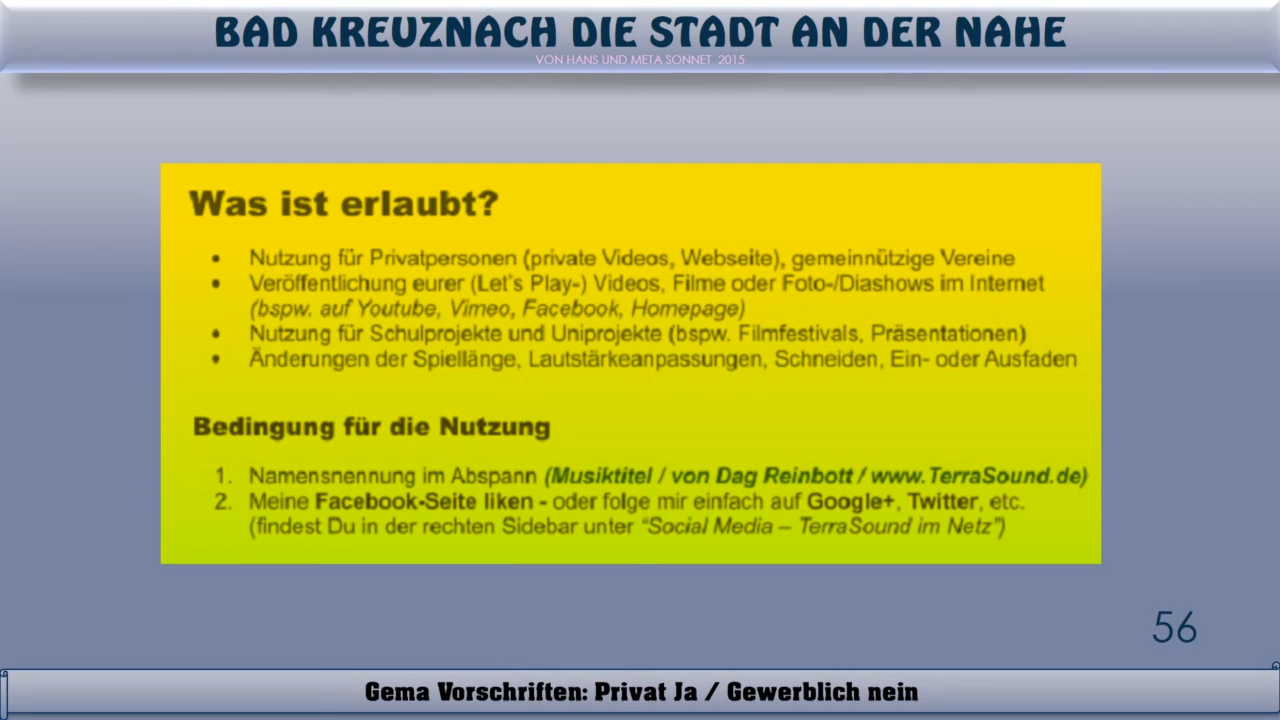 BAD KREUZNACH DIE STADT AN DER NAHE
VON HANS UND META SONNET 2015
Was ist erlaubt?
• Nutzung für Privatpersonen (private Videos, Webseite), gemeinnützige Vereine
• Veröffentlichung eurer (Let's Play-) Videos, Filme oder Foto-/Diashows im Internet
(bspw. auf Youtube, Vimeo, Facebook, Homepage)
• Nutzung für Schulprojekte und Uniprojekte (bspw. Filmfestivals, Präsentationen)
• Änderungen der Spiellänge, Lautstärkeanpassungen, Schneiden, Ein- oder Ausfaden
Bedingung für die Nutzung
1. Namensnennung im Abspann (Musiktitel / von Dag Reinbott / www.TerraSound.de)
2. Meine Facebook-Seite liken - oder folge mir einfach auf Google+, Twitter, etc.
(findest Du in der rechten Sidebar unter "Social Media – TerraSound im Netz")
56
Gema Vorschriften: Privat Ja / Gewerblich nein